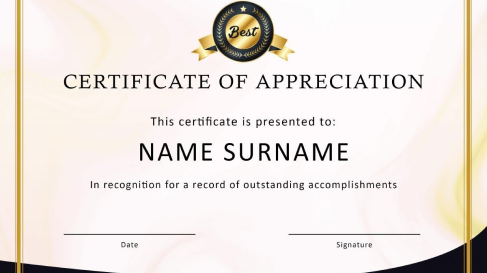 Best
CERTIFICATE OF APPRECIATION
This certificate is presented to:
NAME SURNAME
In recognition for a record of outstanding accomplishments
Date
Signature